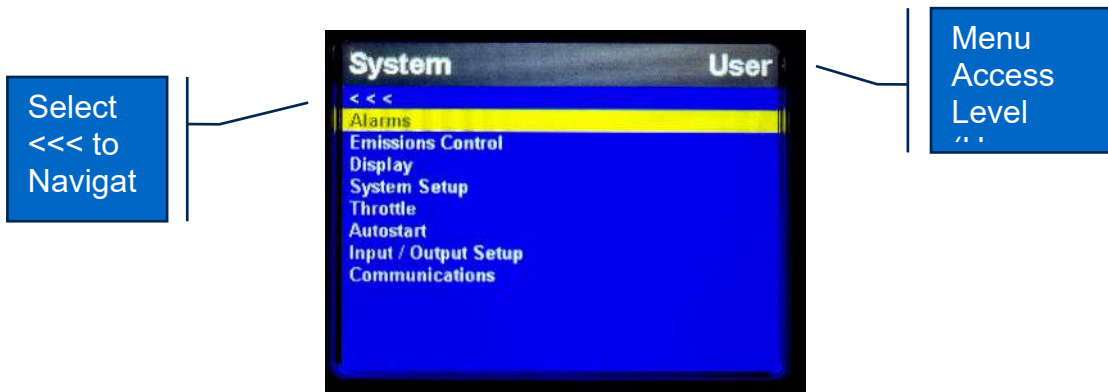 Select
<<< to
Navigat
System User
< < <
Alarms
Emissions Control
Display
System Setup
Throttle
Autostart
Input / Output Setup
Communications
Menu
Access
Level